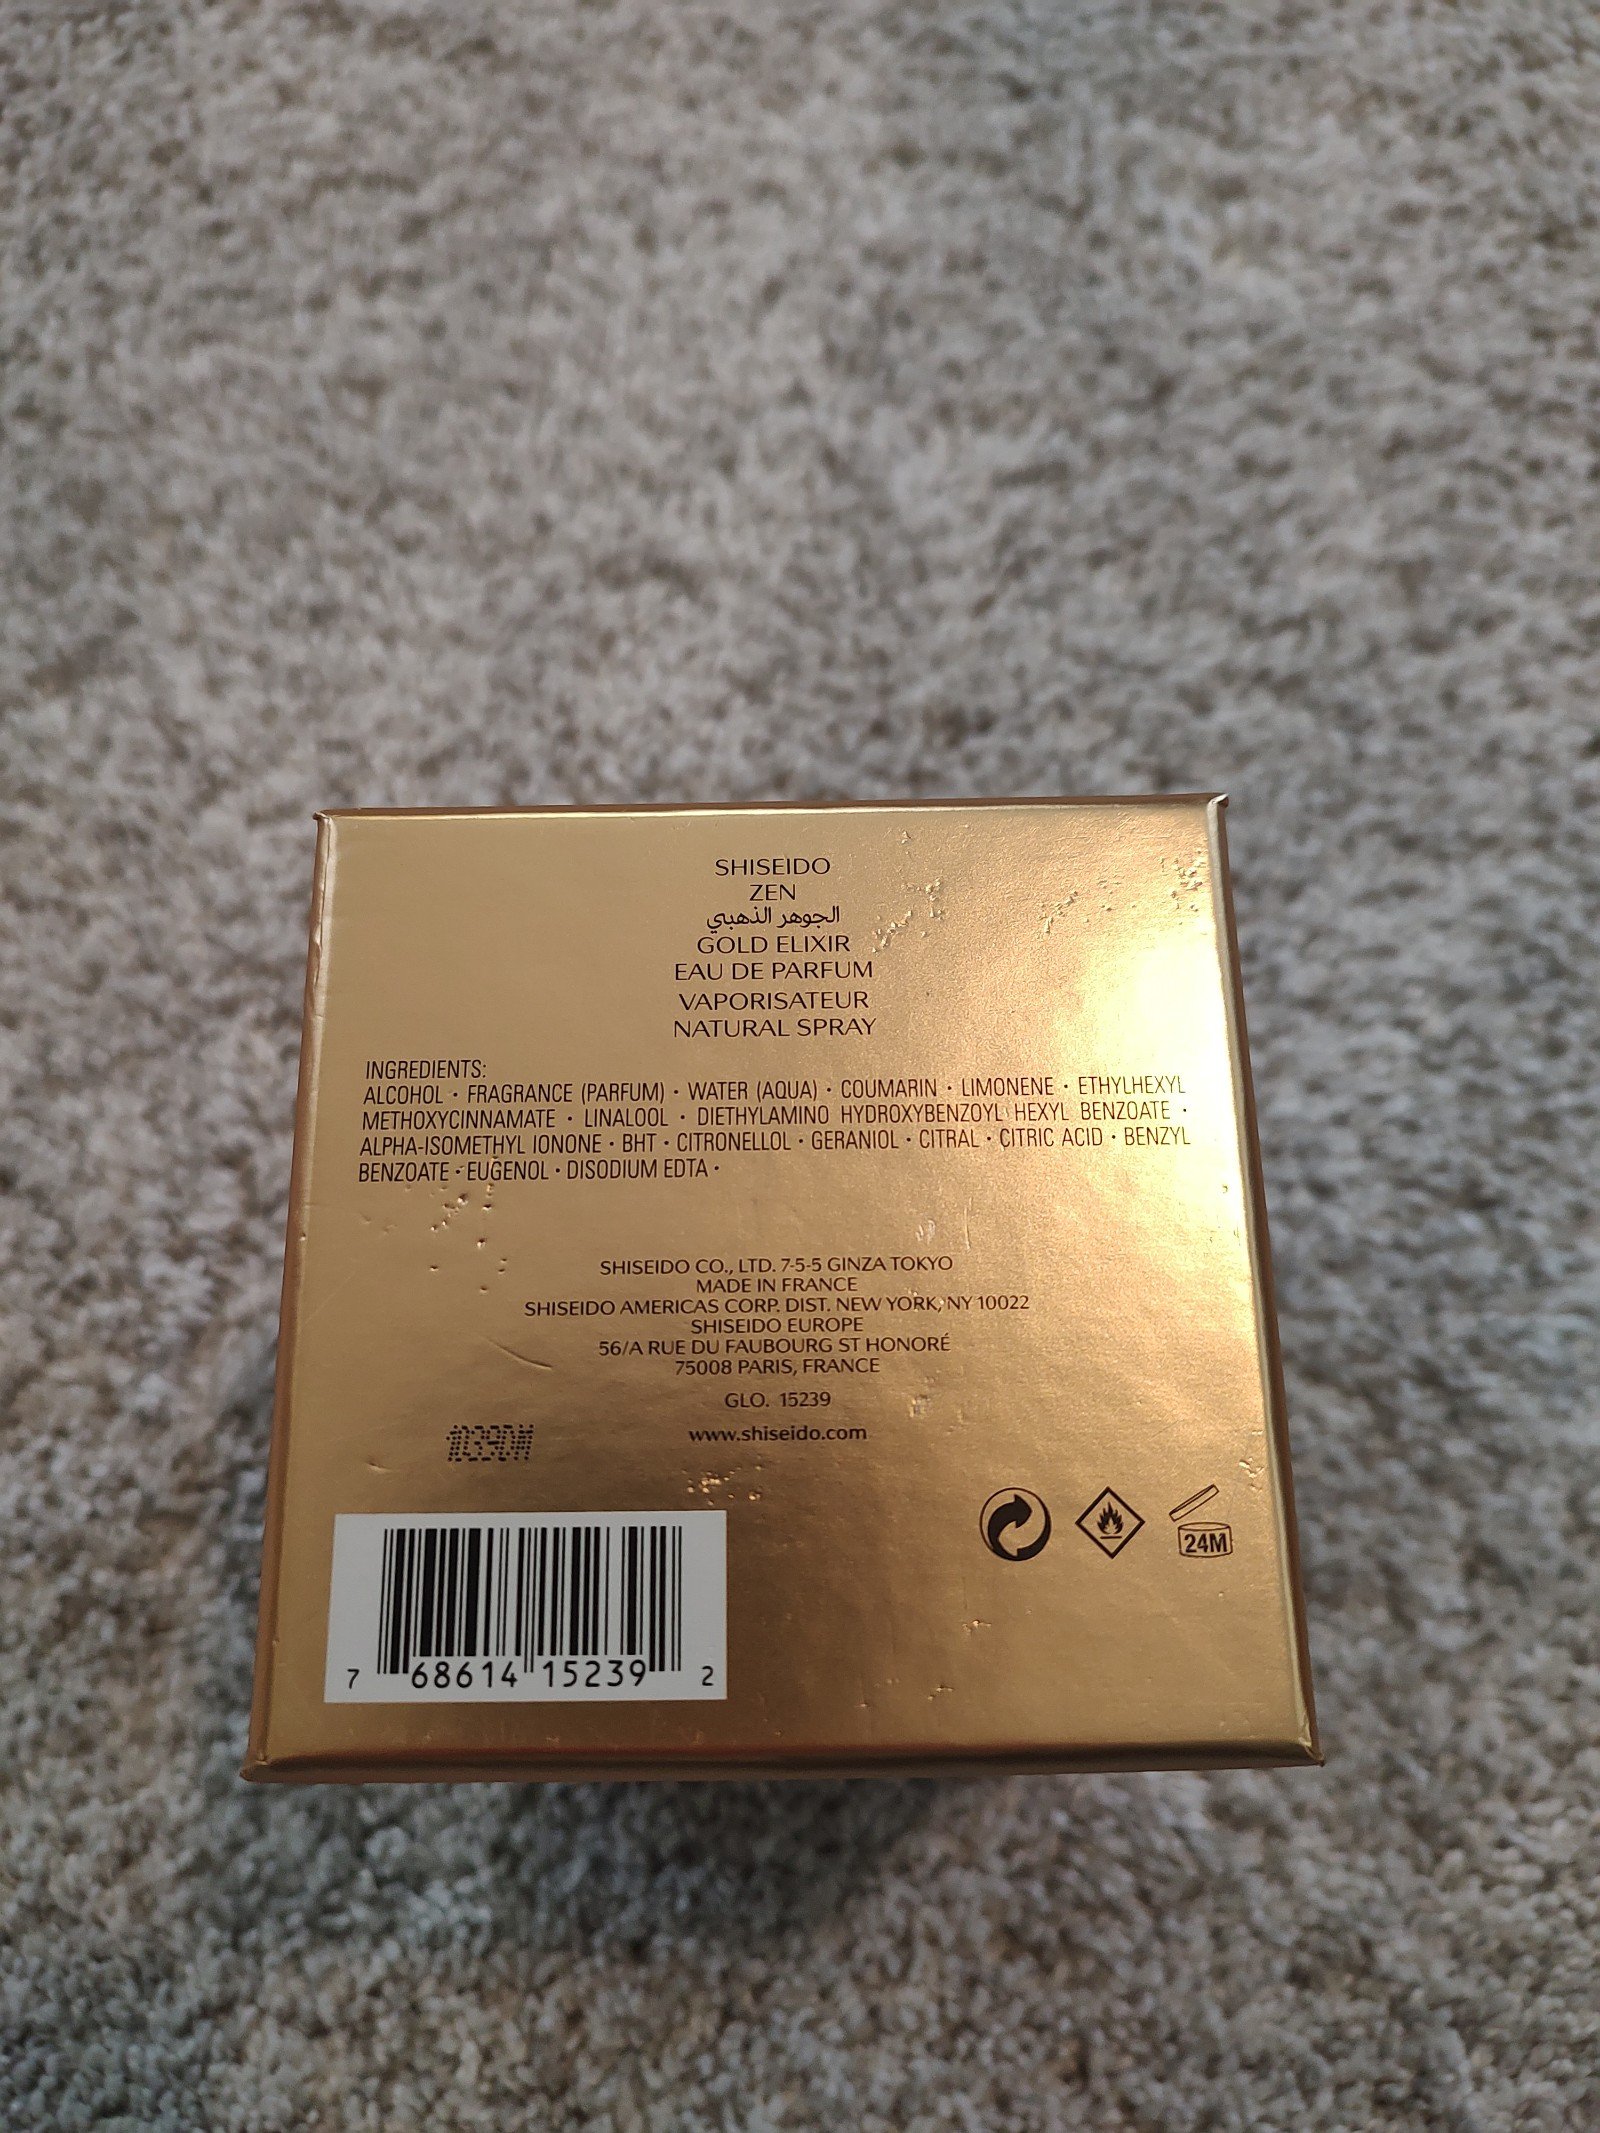 SHISEIDO
ZEN
الجوهر الذهبي
GOLD ELIXIR
EAU DE PARFUM
VAPORISATEUR
NATURAL SPRAY
INGREDIENTS:
ALCOHOL · FRAGRANCE (PARFUM) · WATER (AQUA) · COUMARIN · LIMONENE · ETHYLHEXYL
METHOXYCINNAMATE · LINALOOL · DIETHYLAMINO HYDROXYBENZOYL HEXYL BENZOATE ·
ALPHA-ISOMETHYL IONONE · BHT · CITRONELLOL · GERANIOL · CITRAL · CITRIC ACID · BENZYL
BENZOATE · EUGENOL · DISODIUM EDTA ·
SHISEIDO CO., LTD. 7-5-5 GINZA TOKYO
MADE IN FRANCE
SHISEIDO AMERICAS CORP. DIST. NEW YORK, NY 10022
SHISEIDO EUROPE
56/A RUE DU FAUBOURG ST HONORÉ
75008 PARIS, FRANCE
GLO. 15239
www.shiseido.com
24M
7 68614 15239 2